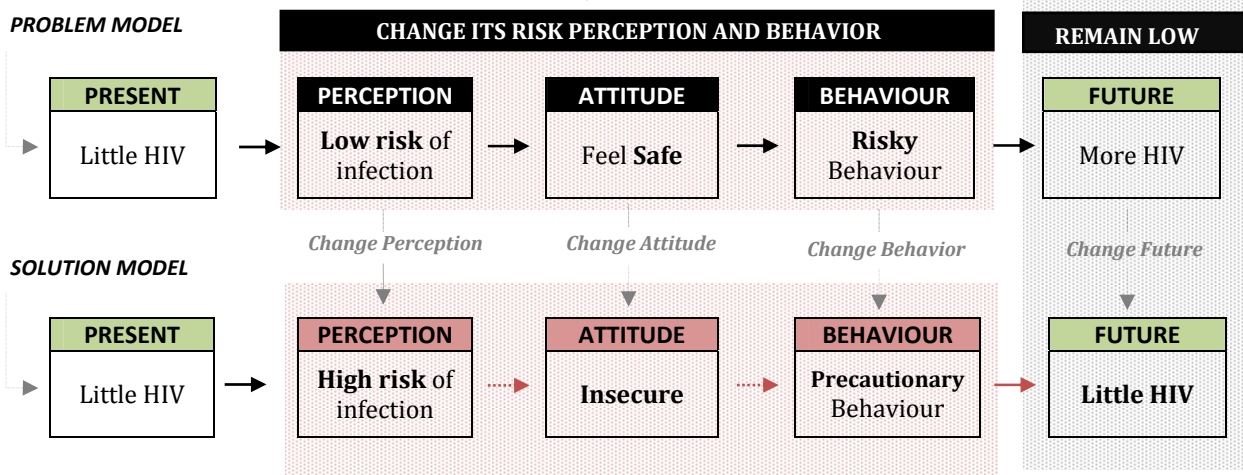 PROBLEM MODEL
CHANGE ITS RISK PERCEPTION AND BEHAVIOR
REMAIN LOW
PRESENT
Little HIV
PERCEPTION
Low risk of
infection
ATTITUDE
Feel Safe
BEHAVIOUR
Risky
Behaviour
FUTURE
More HIV
Change Perception
Change Attitude
Change Behavior
Change Future
SOLUTION MODEL
PRESENT
Little HIV
PERCEPTION
High risk of
infection
ATTITUDE
Insecure
BEHAVIOUR
Precautionary
Behaviour
FUTURE
Little HIV